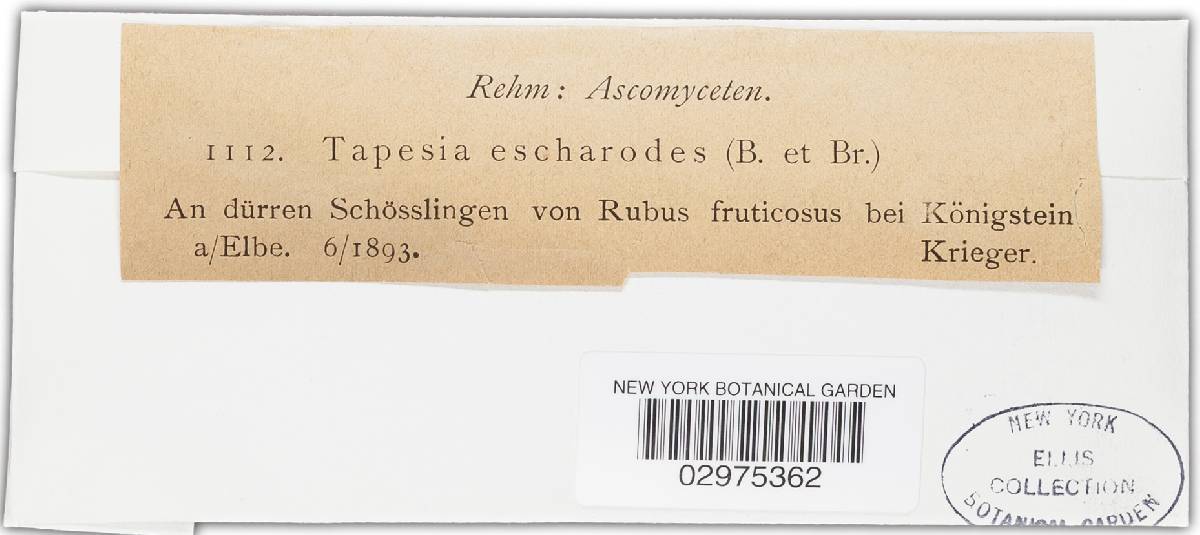 Rehm: Ascomyceten.
1112. Tapesia escharodes (B. et Br.)
An dürren Schösslingen von Rubus fruticosus bei Königstein
a/Elbe. 6/1893. Krieger.
NEW YORK BOTANICAL GARDEN
02975362
NEW YORK
ELLIS
COLLECTION
BOTANICAL GARDEN